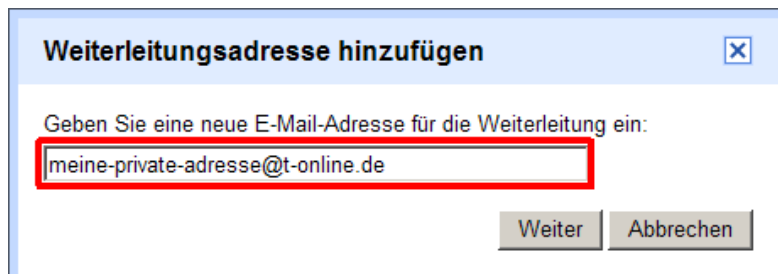 Weiterleitungsadresse hinzufügen
Geben Sie eine neue E-Mail-Adresse für die Weiterleitung ein:
meine-private-adresse@t-online.de
Weiter Abbrechen